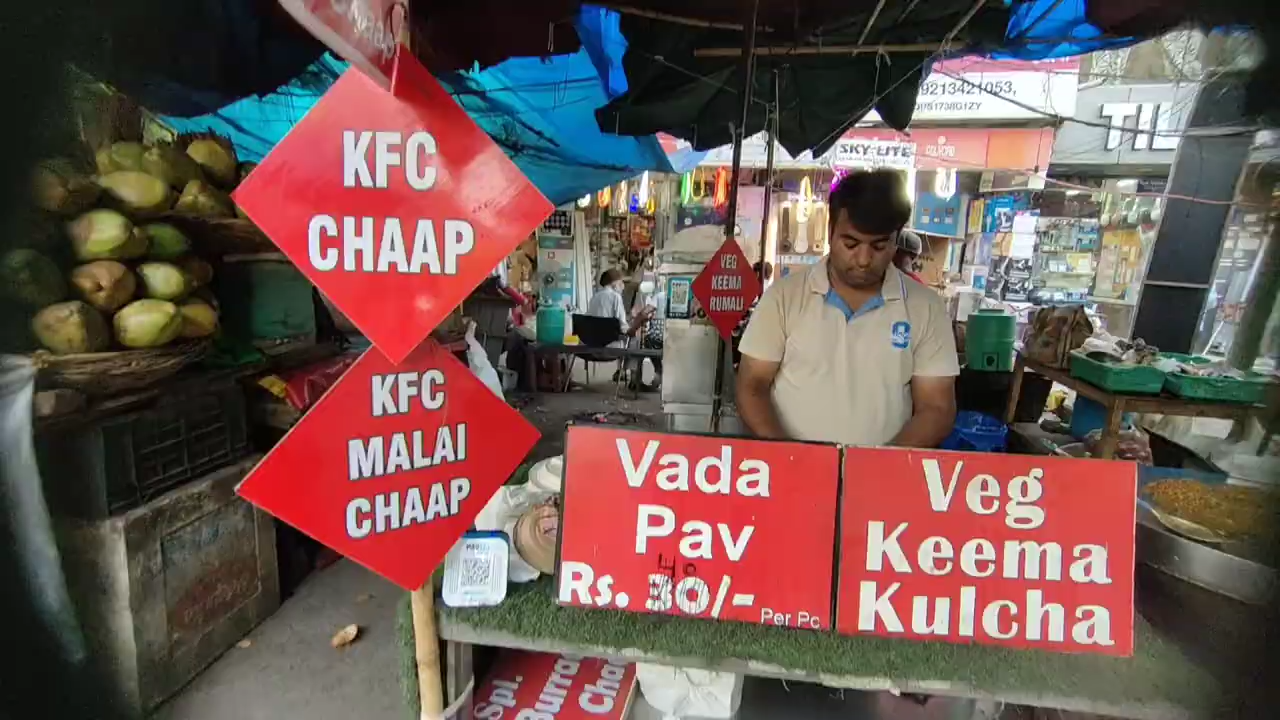 KFC
CHAAP
KFC
MALAI
CHAAP
VEG
KEEMA
RUMALI
Vada
Pav
Rs. 30/-
Per Pc
Veg
Keema
Kulcha
Spl.
9213421053,
SKY-LITE